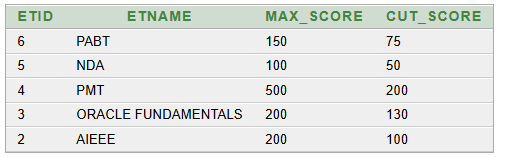 ETID ETNAME MAX_SCORE CUT_SCORE
6 PABT 150 75
5 NDA 100 50
4 PMT 500 200
3 ORACLE FUNDAMENTALS 200 130
2 AIEEE 200 100